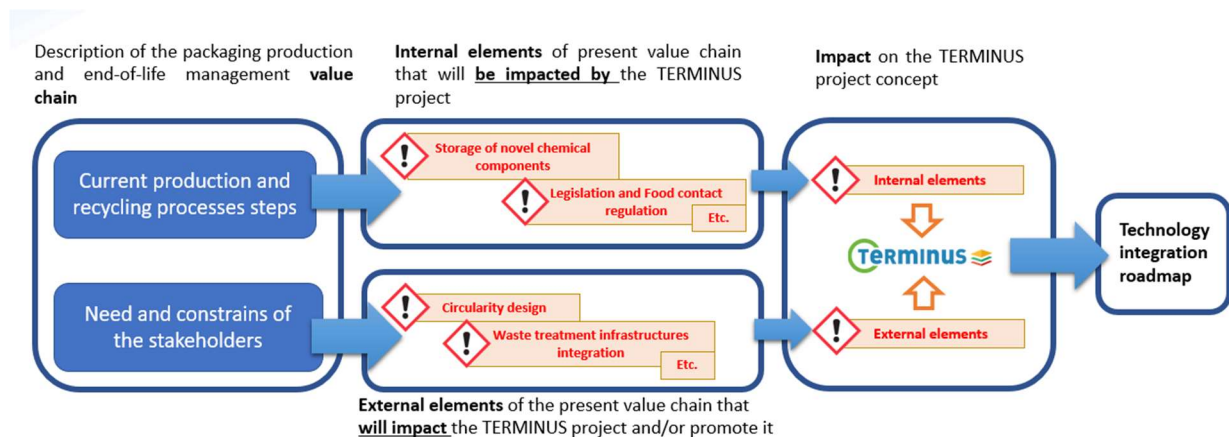 Description of the packaging production
and end-of-life management value
chain
Internal elements of present value chain
that will be impacted by the TERMINUS
project
Impact on the TERMINUS
project concept
Current production and
recycling processes steps
Need and constrains of
the stakeholders
Storage of novel chemical
components
Legislation and Food contact
regulation
Etc.
Circularity design
Waste treatment infrastructures
integration
Etc.
Internal elements
TERMINUS
External elements
Technology
integration
roadmap
External elements of the present value chain that
will impact the TERMINUS project and/or promote it